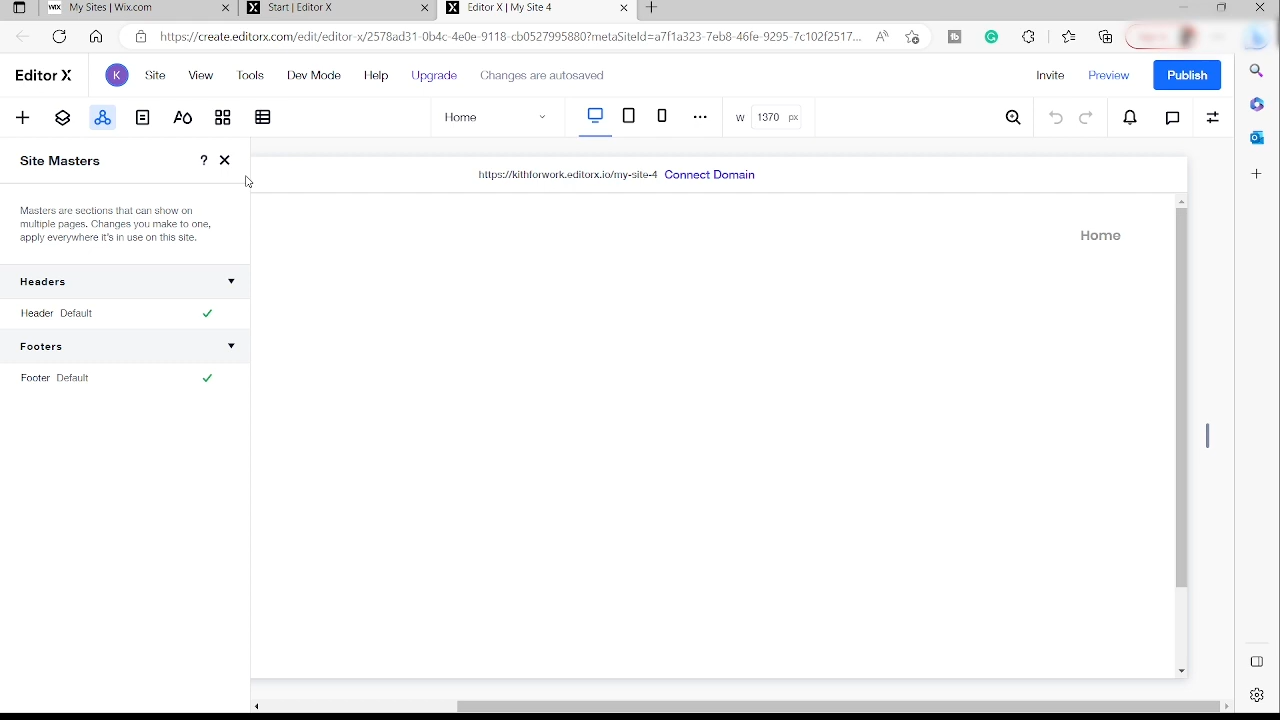 My Sites | Wix.com
Start | Editor X
Editor X | My Site 4
https://create.editorx.com/edit/editor-x/2578ad31-0b4c-4e0e-9118-cb0527995880?metaSiteId=a7f1a323-7eb8-46fe-9295-7c102f2517...
Editor X
K
Site
View
Tools
Dev Mode
Help
Upgrade
Changes are autosaved
Invite
Preview
Publish
Home
W
1370 px
Site Masters
?
https://kithforwork.editorx.io/my-site-4 Connect Domain
Masters are sections that can show on
multiple pages. Changes you make to one,
apply everywhere it's in use on this site.
Home
Headers
Header Default
Footers
Footer Default